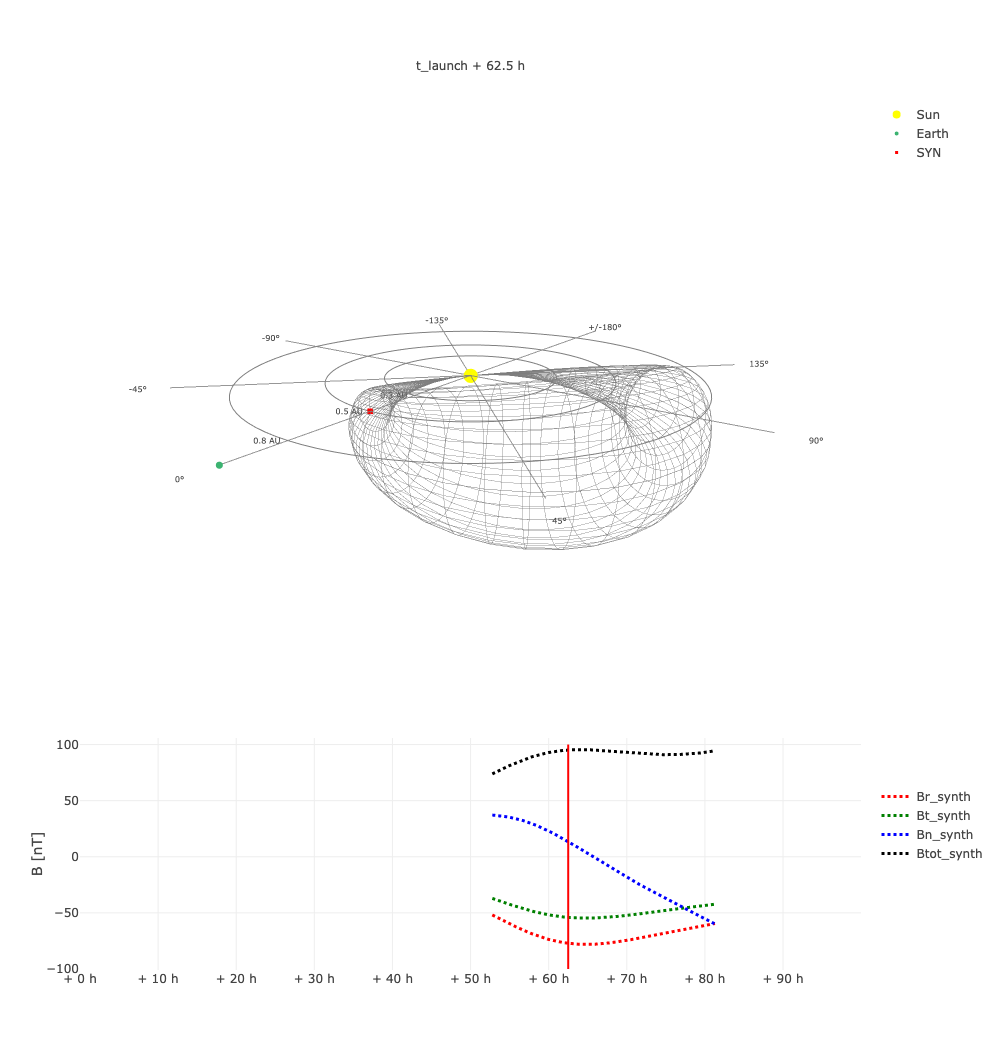 t_launch + 62.5 h
Sun
Earth
SYN
-135°
+/-180°
-90°
135°
-45°
0.5 AU
0.8 AU
90°
0°
45°
100
50
0
−50
−100
B [nT]
+ 0 h
+ 10 h
+ 20 h
+ 30 h
+ 40 h
+ 50 h
+ 60 h
+ 70 h
+ 80 h
+ 90 h
Br_synth
Bt_synth
Bn_synth
Btot_synth